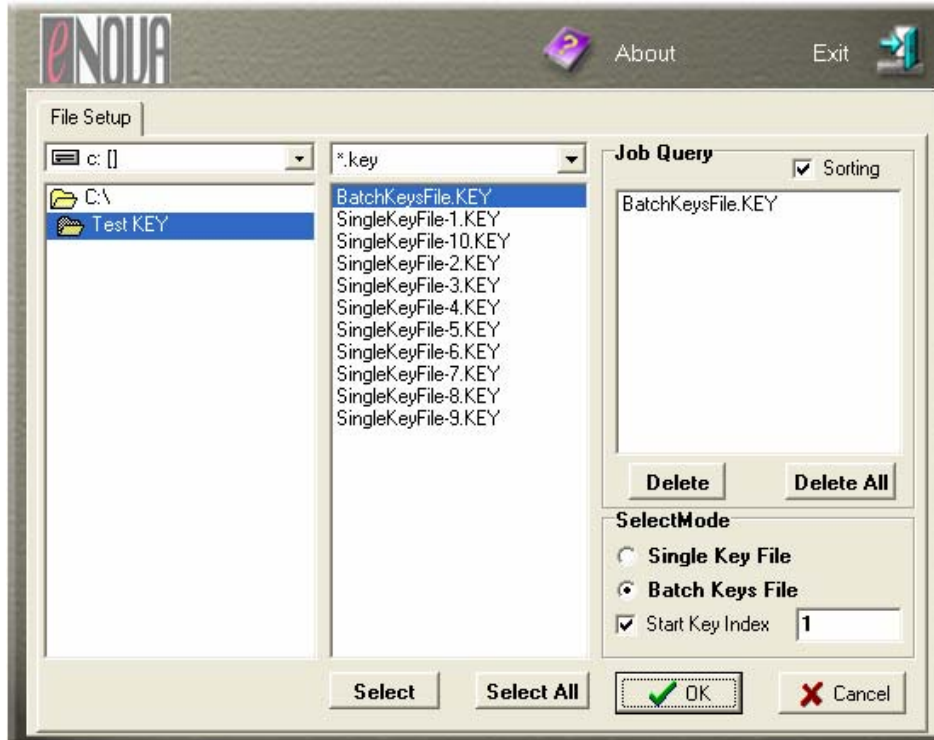 eNOVA
About
Exit
File Setup
c: []
*.key
Job Query
Sorting
C:\
Test KEY
BatchKeysFile.KEY
SingleKeyFile-1.KEY
SingleKeyFile-10.KEY
SingleKeyFile-2.KEY
SingleKeyFile-3.KEY
SingleKeyFile-4.KEY
SingleKeyFile-5.KEY
SingleKeyFile-6.KEY
SingleKeyFile-7.KEY
SingleKeyFile-8.KEY
SingleKeyFile-9.KEY
BatchKeysFile.KEY
Delete
Delete All
SelectMode
Single Key File
Batch Keys File
Start Key Index
1
Select
Select All
OK
Cancel